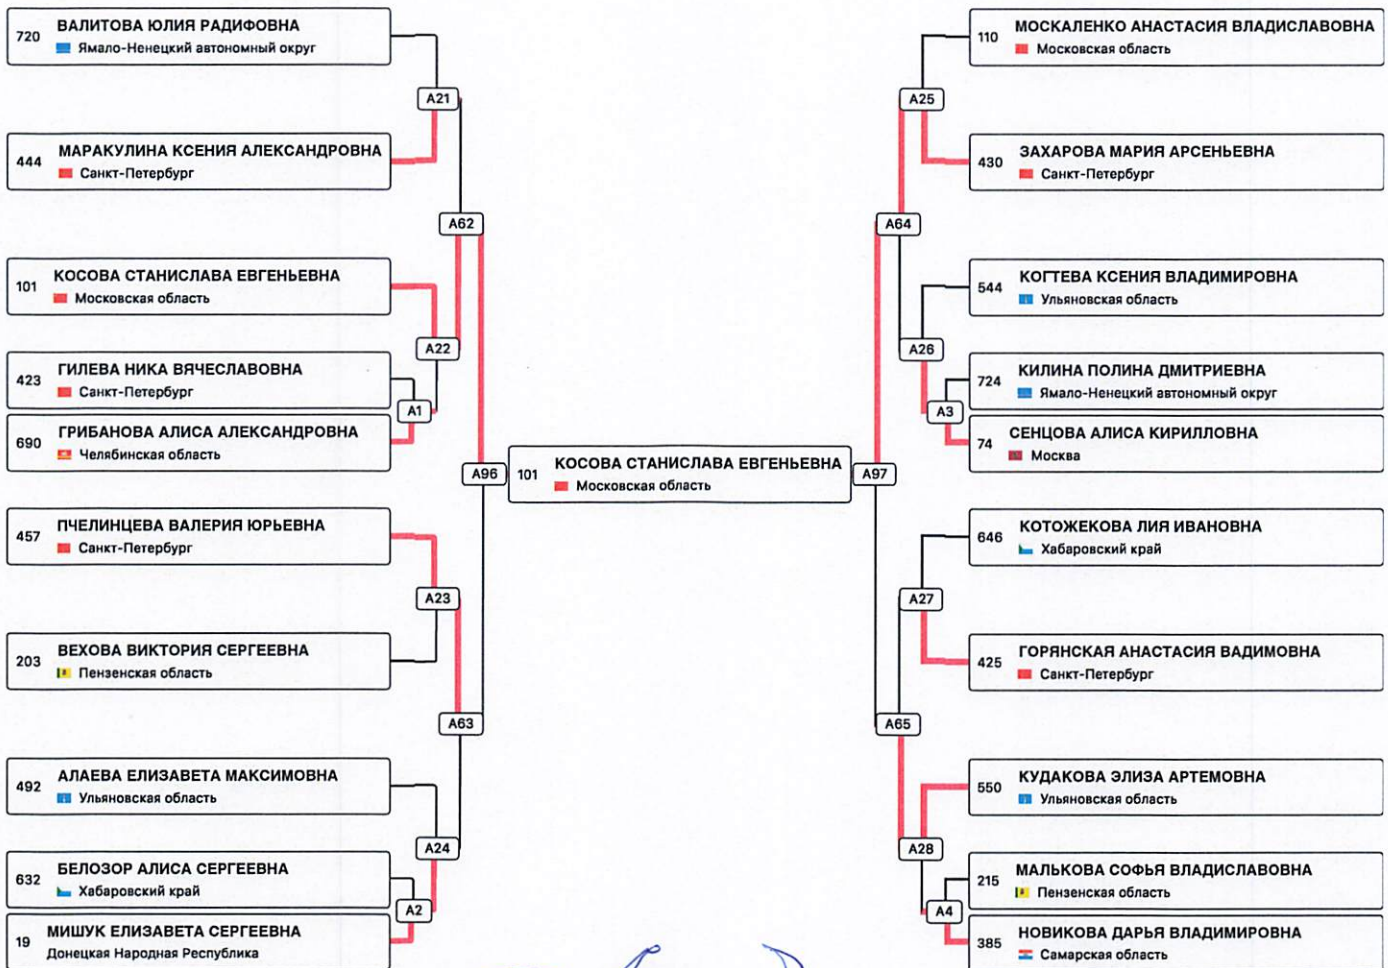 720
ВАЛИТОВА ЮЛИЯ РАДИФОВНА
Ямало-Ненецкий автономный округ
A21
444
МАРАКУЛИНА КСЕНИЯ АЛЕКСАНДРОВНА
Санкт-Петербург
A62
101
КОСОВА СТАНИСЛАВА ЕВГЕНЬЕВНА
Московская область
A22
423
ГИЛЕВА НИКА ВЯЧЕСЛАВОВНА
Санкт-Петербург
A1
690
ГРИБАНОВА АЛИСА АЛЕКСАНДРОВНА
Челябинская область
A96
457
ПЧЕЛИНЦЕВА ВАЛЕРИЯ ЮРЬЕВНА
Санкт-Петербург
A23
203
ВЕХОВА ВИКТОРИЯ СЕРГЕЕВНА
Пензенская область
A63
492
АЛАЕВА ЕЛИЗАВЕТА МАКСИМОВНА
Ульяновская область
A24
632
БЕЛОЗОР АЛИСА СЕРГЕЕВНА
Хабаровский край
A2
19
МИШУК ЕЛИЗАВЕТА СЕРГЕЕВНА
Донецкая Народная Республика
101
КОСОВА СТАНИСЛАВА ЕВГЕНЬЕВНА
Московская область
110
МОСКАЛЕНКО АНАСТАСИЯ ВЛАДИСЛАВОВНА
Московская область
A25
430
ЗАХАРОВА МАРИЯ АРСЕНЬЕВНА
Санкт-Петербург
A64
544
КОГТЕВА КСЕНИЯ ВЛАДИМИРОВНА
Ульяновская область
A26
724
КИЛИНА ПОЛИНА ДМИТРИЕВНА
Ямало-Ненецкий автономный округ
A3
74
СЕНЦОВА АЛИСА КИРИЛЛОВНА
Москва
A97
646
КОТОЖЕКОВА ЛИЯ ИВАНОВНА
Хабаровский край
A27
425
ГОРЯНСКАЯ АНАСТАСИЯ ВАДИМОВНА
Санкт-Петербург
A65
550
КУДАКОВА ЭЛИЗА АРТЕМОВНА
Ульяновская область
A28
215
МАЛЬКОВА СОФЬЯ ВЛАДИСЛАВОВНА
Пензенская область
A4
385
НОВИКОВА ДАРЬЯ ВЛАДИМИРОВНА
Самарская область